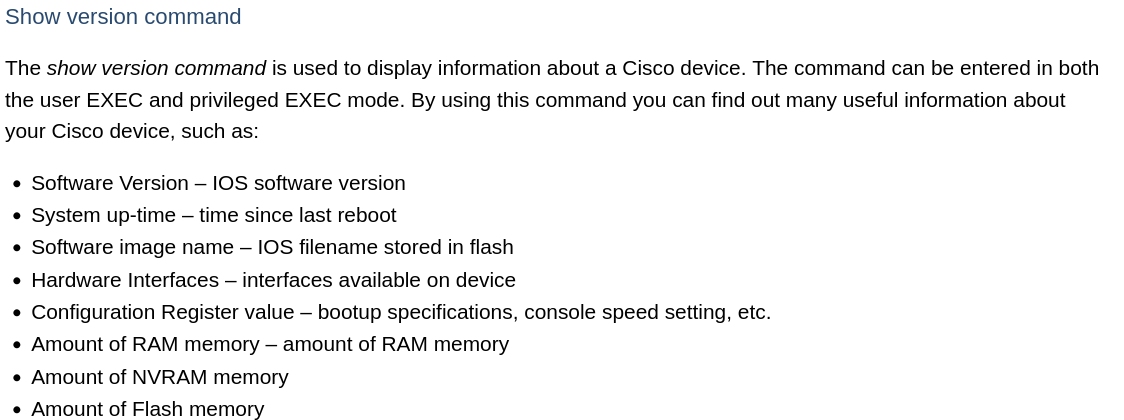 Show version command
The show version command is used to display information about a Cisco device. The command can be entered in both
the user EXEC and privileged EXEC mode. By using this command you can find out many useful information about
your Cisco device, such as:
• Software Version – IOS software version
• System up-time – time since last reboot
• Software image name – IOS filename stored in flash
• Hardware Interfaces – interfaces available on device
• Configuration Register value – bootup specifications, console speed setting, etc.
• Amount of RAM memory – amount of RAM memory
• Amount of NVRAM memory
• Amount of Flash memory